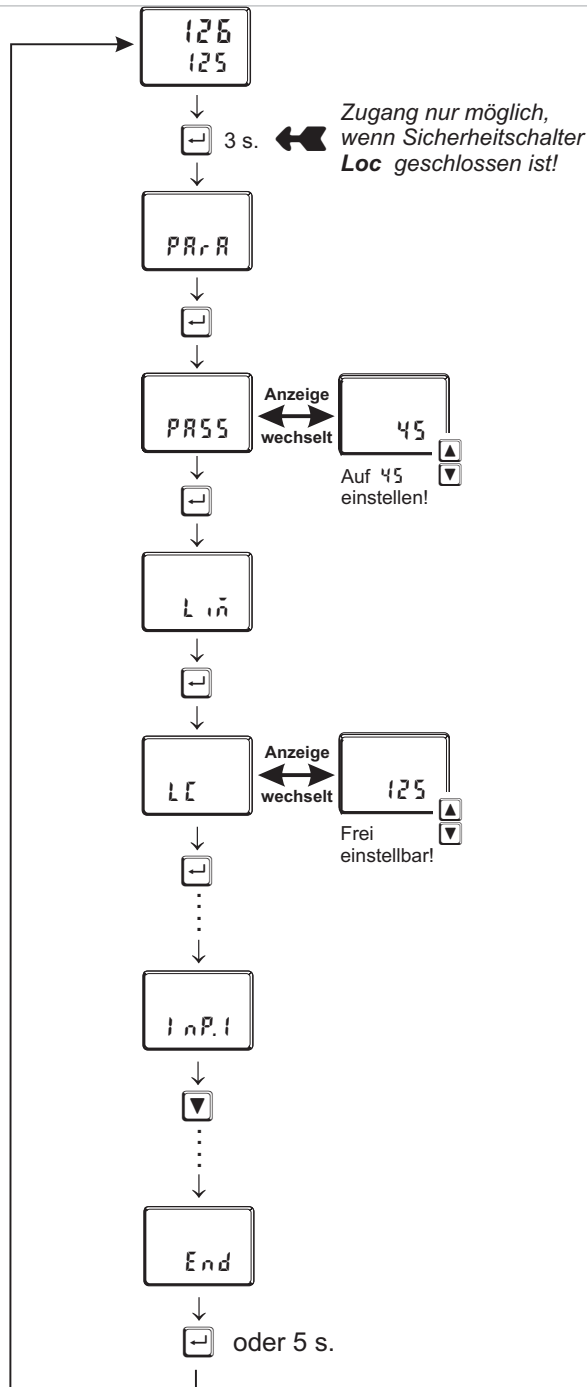 126
125
3 s.
Zugang nur möglich,
wenn Sicherheitschalter
Loc geschlossen ist!
PArA
PASS
Anzeige
wechselt
45
Auf 45
einstellen!
Lim
LC
Anzeige
wechselt
125
Frei
einstellbar!
InP.1
End
oder 5 s.